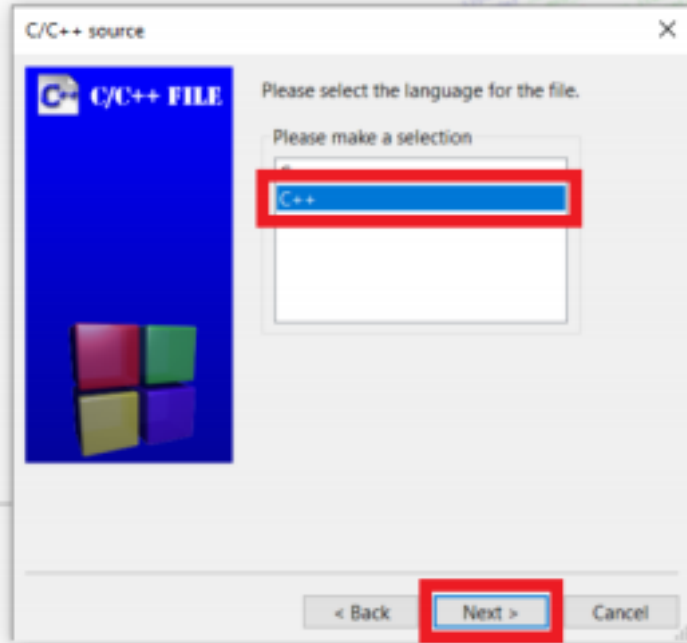 C/C++ source
C++ C/C++ FILE
Please select the language for the file.
Please make a selection
C++
< Back
Next >
Cancel